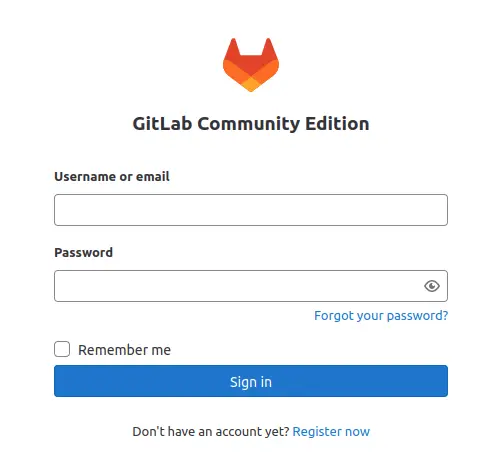 GitLab Community Edition
Username or email
Password
Forgot your password?
Remember me
Sign in
Don't have an account yet? Register now